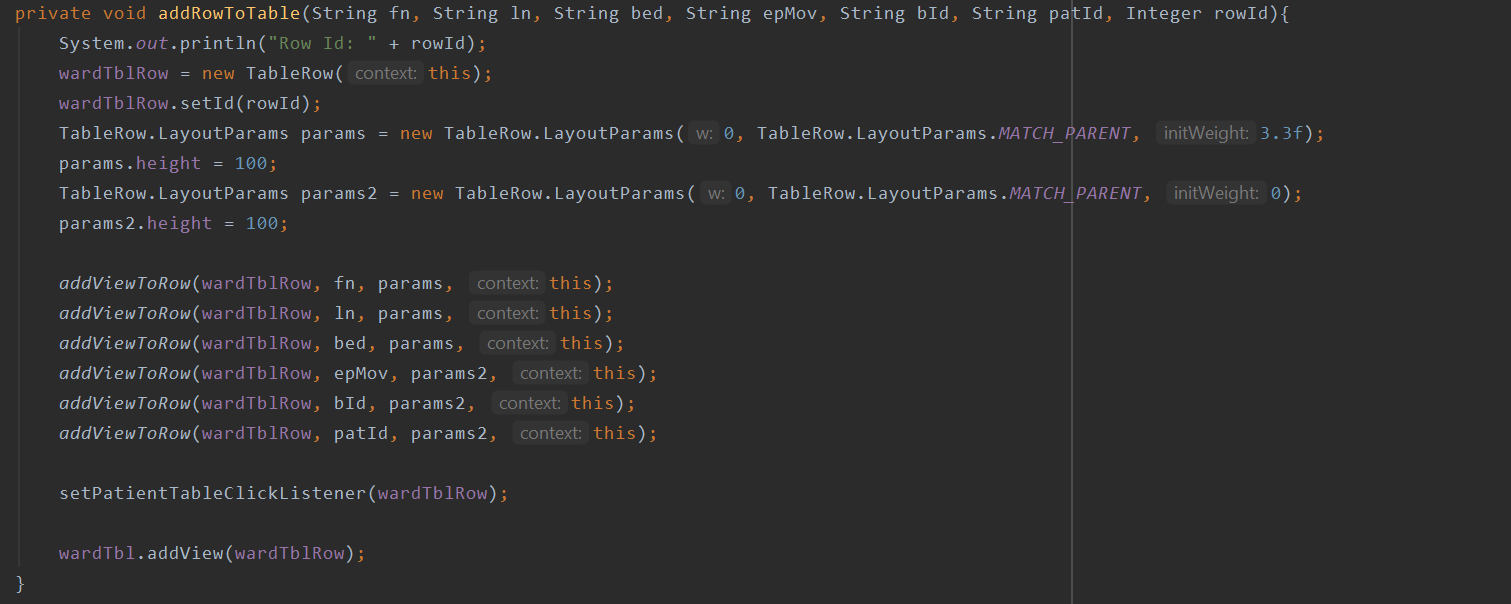 private void addRowToTable(String fn, String ln, String bed, String epMov, String bId, String patId, Integer rowId){
System.out.println("Row Id: " + rowId);
wardTblRow = new TableRow( context: this);
wardTblRow.setId(rowId);
TableRow.LayoutParams params = new TableRow.LayoutParams( w: 0, TableRow.LayoutParams.MATCH_PARENT, initWeight: 3.3f);
params.height = 100;
TableRow.LayoutParams params2 = new TableRow.LayoutParams( w: 0, TableRow.LayoutParams.MATCH_PARENT, initWeight: 0);
params2.height = 100;
addViewToRow(wardTblRow, fn, params, context: this);
addViewToRow(wardTblRow, ln, params, context: this);
addViewToRow(wardTblRow, bed, params, context: this);
addViewToRow(wardTblRow, epMov, params2, context: this);
addViewToRow(wardTblRow, bId, params2, context: this);
addViewToRow(wardTblRow, patId, params2, context: this);
setPatientTableClickListener(wardTblRow);
wardTbl.addView(wardTblRow);
}